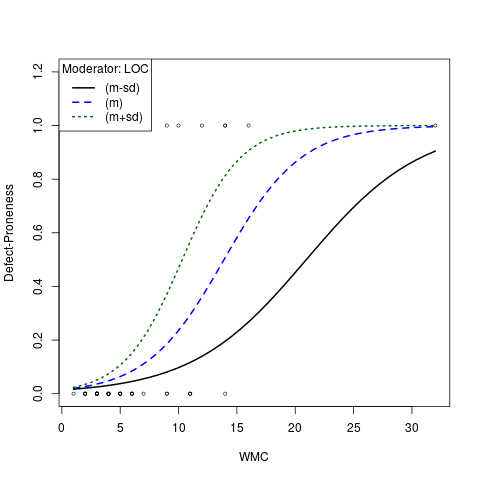 Moderator: LOC
(m-sd)
(m)
(m+sd)
Defect-Proneness
1.2
1.0
0.8
0.6
0.4
0.2
0.0
0 5 10 15 20 25 30
WMC